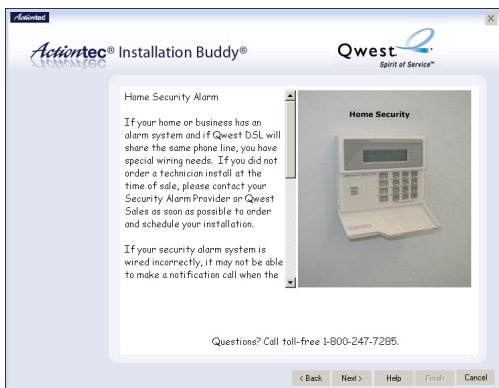 Actiontec
Actiontec® Installation Buddy®
Qwest
Spirit of Service™
Home Security Alarm
If your home or business has an
alarm system and if Qwest DSL will
share the same phone line, you have
special wiring needs. If you did not
order a technician install at the
time of sale, please contact your
Security Alarm Provider or Qwest
Sales as soon as possible to order
and schedule your installation.
If your security alarm system is
wired incorrectly, it may not be able
to make a notification call when the
Home Security
Questions? Call toll-free 1-800-247-7285.
< Back
Next >
Help
Finish
Cancel